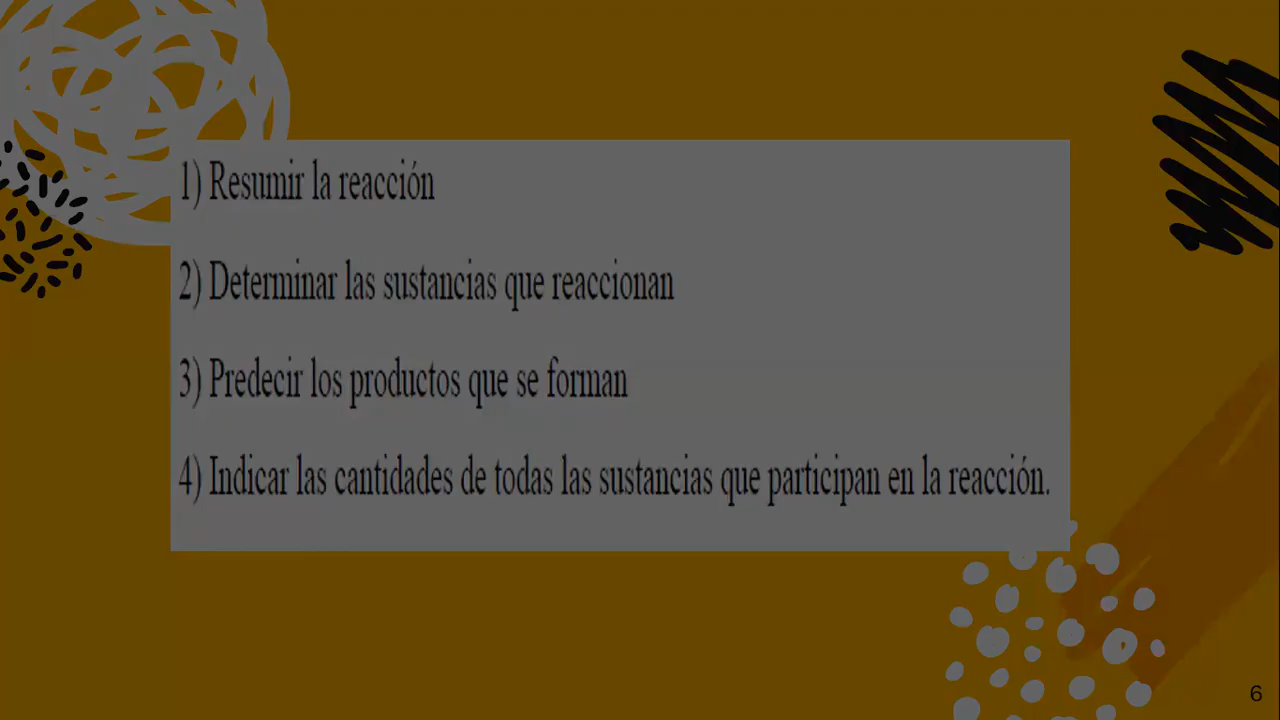 1) Resumir la reacción
2) Determinar las sustancias que reaccionan
3) Predecir los productos que se forman
4) Indicar las cantidades de todas las sustancias que participan en la reacción.
6